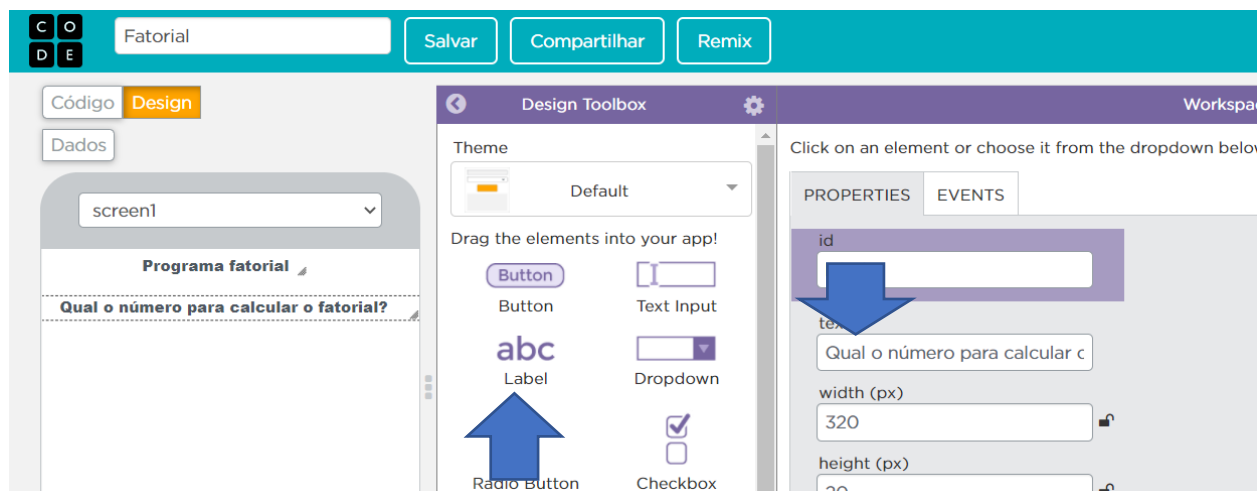 CODE
Fatorial
Salvar
Compartilhar
Remix
Código
Design
Dados
screen1
Programa fatorial
Qual o número para calcular o fatorial?
Design Toolbox
Theme
Default
Drag the elements into your app!
Button
Button
Text Input
abc
Label
Dropdown
Radio Button
Checkbox
Click on an element or choose it from the dropdown
PROPERTIES
EVENTS
id
Qual o número para calcular
width (px)
320
height (px)